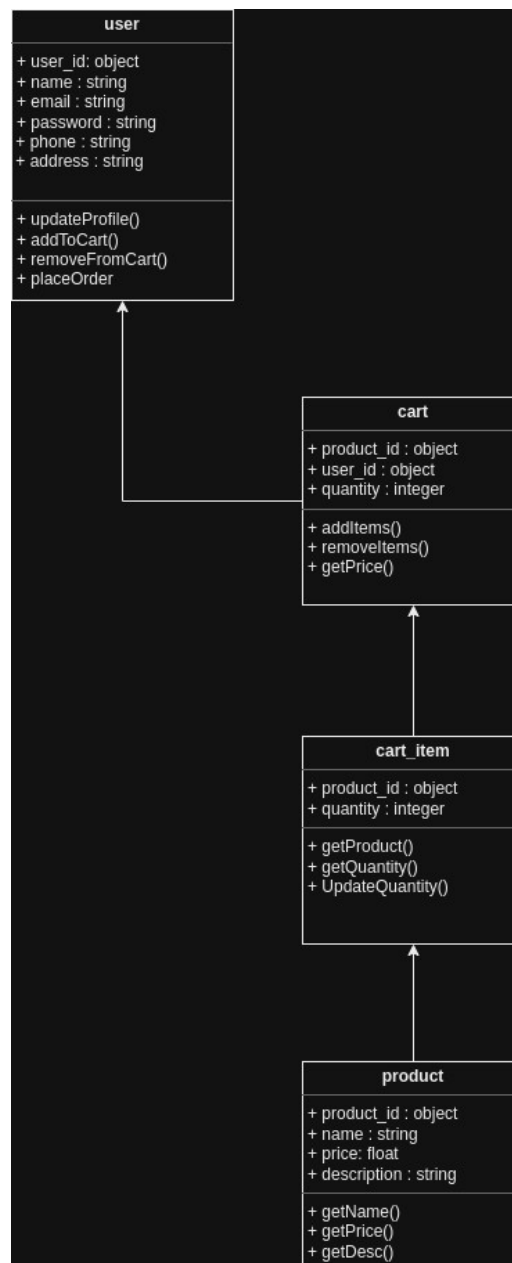 user
+ user_id: object
+ name : string
+ email : string
+ password : string
+ phone : string
+ address : string
+ updateProfile()
+ addToCart()
+ removeFromCart()
+ placeOrder
cart
+ product_id : object
+ user_id : object
+ quantity : integer
+ addItems()
+ removeItems()
+ getPrice()
cart_item
+ product_id : object
+ quantity : integer
+ getProduct()
+ getQuantity()
+ UpdateQuantity()
product
+ product_id : object
+ name : string
+ price: float
+ description : string
+ getName()
+ getPrice()
+ getDesc()